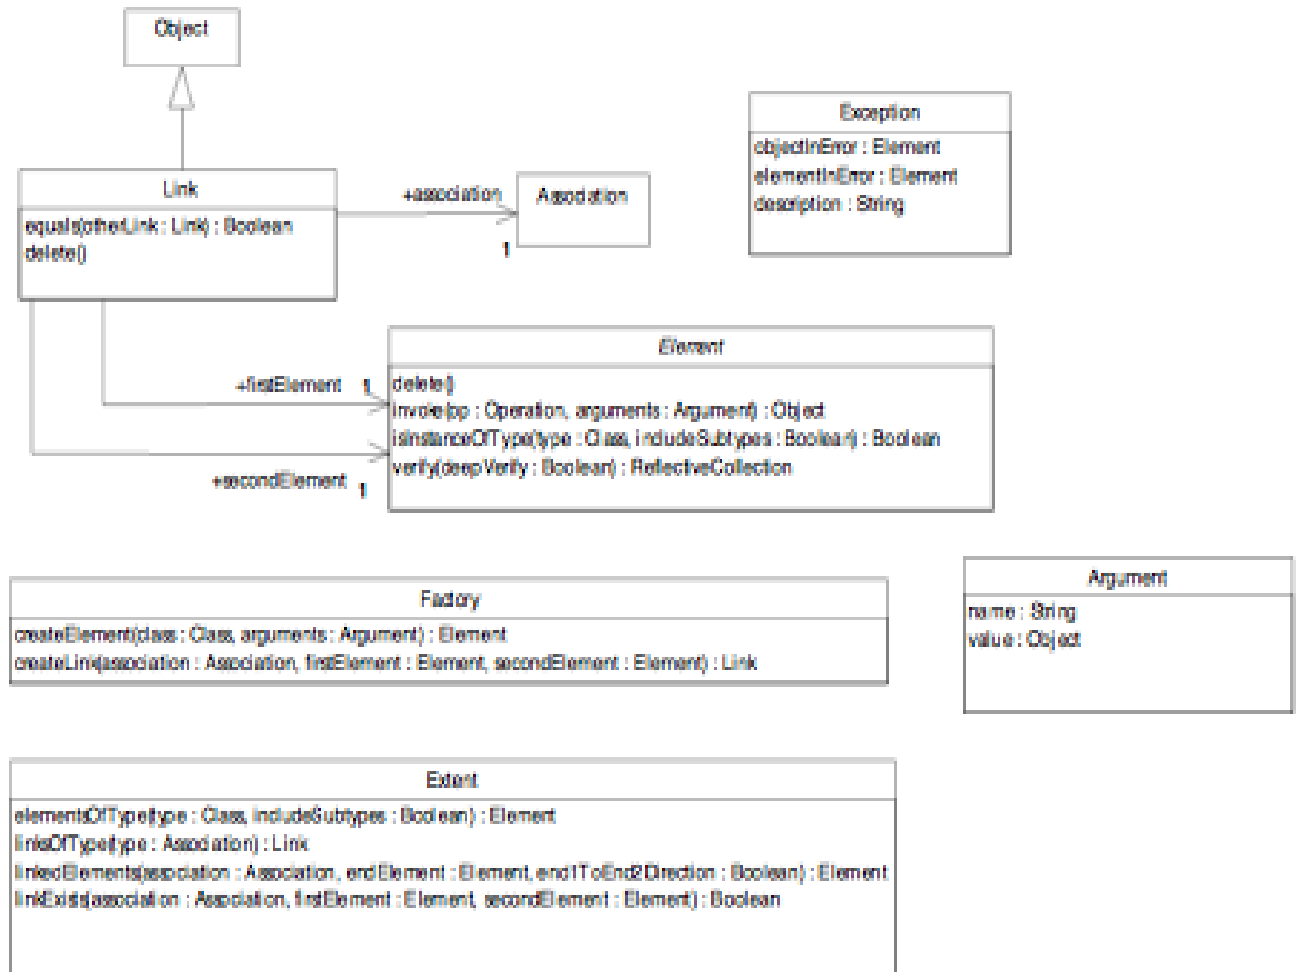 Object
Exception
objectInError : Element
elementInError : Element
description : String
Link
equals(otherLink : Link) : Boolean
delete()
+association
1
Association
Element
delete()
invoke(op : Operation, arguments : Argument) : Object
isInstanceOfType(type : Class, includeSubtypes : Boolean) : Boolean
verify(deepVerify : Boolean) : ReflectiveCollection
+firstElement 1
+secondElement 1
Factory
createElement(class : Class, arguments : Argument) : Element
createLink(association : Association, firstElement : Element, secondElement : Element) : Link
Argument
name : String
value : Object
Extent
elementsOfType(type : Class, includeSubtypes : Boolean) : Element
linksOfType(type : Association) : Link
linkedElements(association : Association, endElement : Element, end1ToEnd2Direction : Boolean) : Element
linkExists(association : Association, firstElement : Element, secondElement : Element) : Boolean